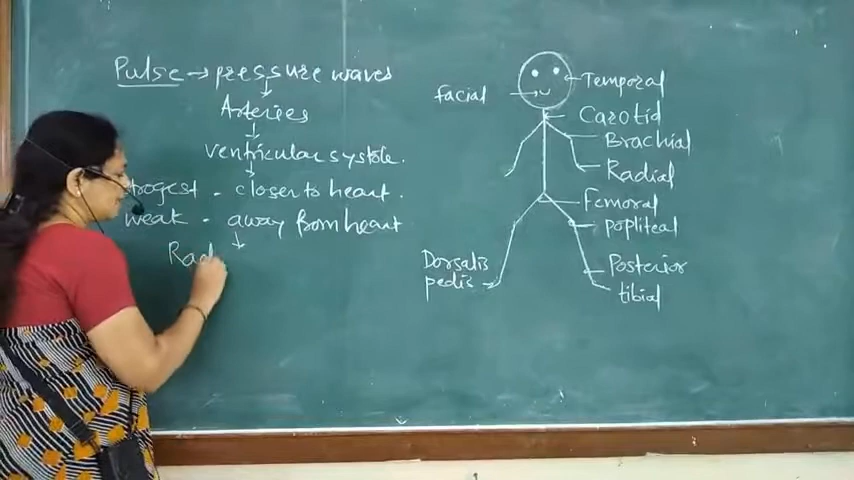 Pulse → pressure waves
Arteries
ventricular systole.
trogest - closer to heart.
weak - away from heart
Rad
facial
Temporal
Carotid
Brachial
Radial
Femoral
popliteal
Dorsalis
pedis
Posterior
tibial